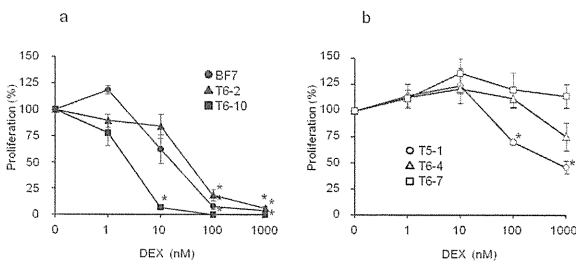 a
b
150
125
100
75
50
25
0
Proliferation (%)
BF7
T6-2
T6-10
*
*
*
*
*
*
*
0
1
10
100
1000
DEX (nM)
150
125
100
75
50
25
0
Proliferation (%)
T5-1
T6-4
T6-7
*
*
0
1
10
100
1000
DEX (nM)